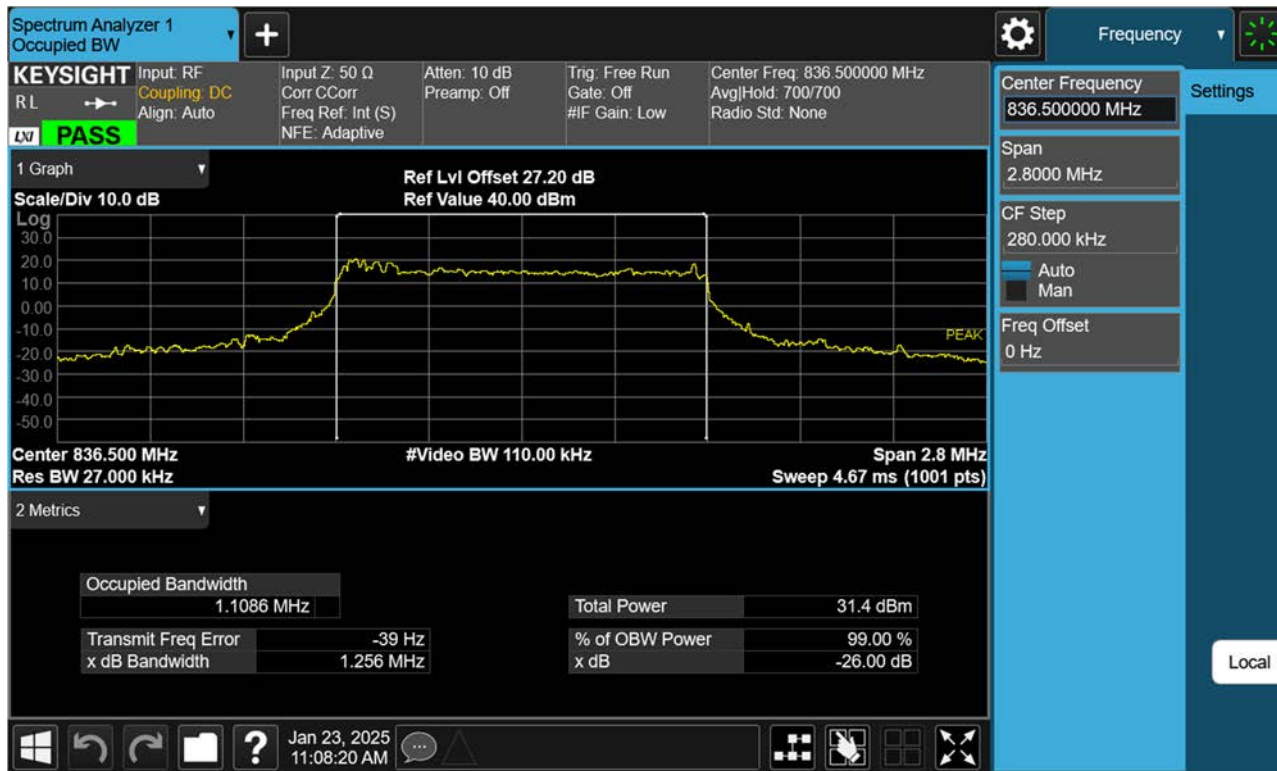 Spectrum Analyzer 1
Occupied BW
+
Frequency
KEYSIGHT
R L
LXI PASS
Input: RF
Coupling: DC
Align: Auto
Input Z: 50 Ω
Corr CCorr
Freq Ref: Int (S)
NFE: Adaptive
Atten: 10 dB
Preamp: Off
Trig: Free Run
Gate: Off
#IF Gain: Low
Center Freq: 836.500000 MHz
Avg|Hold: 700/700
Radio Std: None
Center Frequency
836.500000 MHz
Settings
Span
2.8000 MHz
CF Step
280.000 kHz
Auto
Man
Freq Offset
0 Hz
Local
1 Graph
Scale/Div 10.0 dB
Ref Lvl Offset 27.20 dB
Ref Value 40.00 dBm
Log
30.0
20.0
10.0
0.00
-10.0
-20.0
-30.0
-40.0
-50.0
PEAK
Center 836.500 MHz
#Video BW 110.00 kHz
Span 2.8 MHz
Res BW 27.000 kHz
Sweep 4.67 ms (1001 pts)
2 Metrics
Occupied Bandwidth
1.1086 MHz
Transmit Freq Error -39 Hz
x dB Bandwidth 1.256 MHz
Total Power 31.4 dBm
% of OBW Power 99.00 %
x dB -26.00 dB
?
Jan 23, 2025
11:08:20 AM